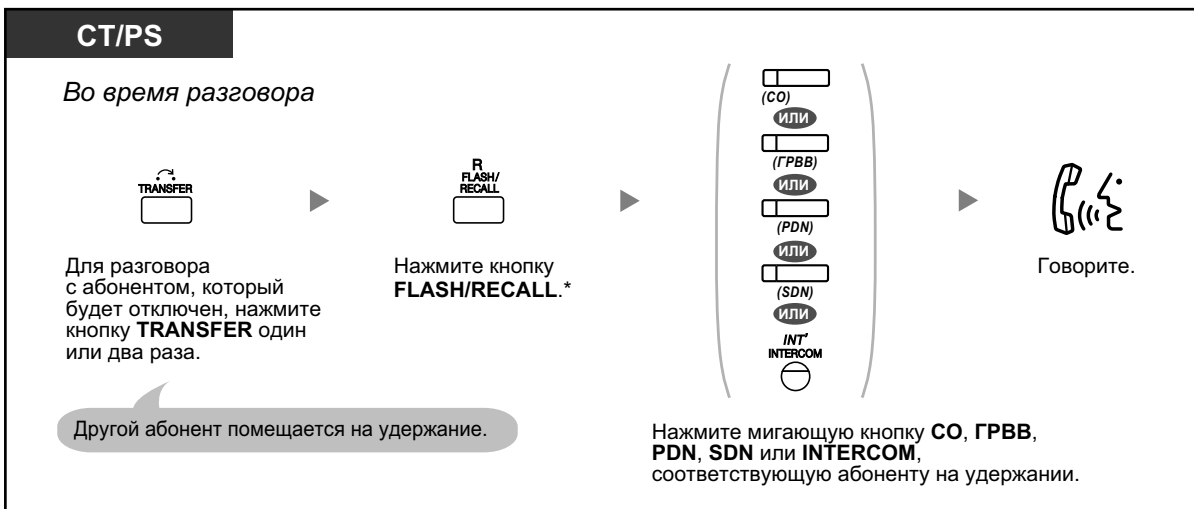 CT/PS
Во время разговора
TRANSFER
Для разговора
с абонентом, который
будет отключен, нажмите
кнопку TRANSFER один
или два раза.
Другой абонент помещается на удержание.
R
FLASH/
RECALL
Нажмите кнопку
FLASH/RECALL.*
(CO)
ИЛИ
(ГРВВ)
ИЛИ
(PDN)
ИЛИ
(SDN)
ИЛИ
INT'
INTERCOM
Нажмите мигающую кнопку CO, ГРВВ,
PDN, SDN или INTERCOM,
соответствующую абоненту на удержании.
Говорите.